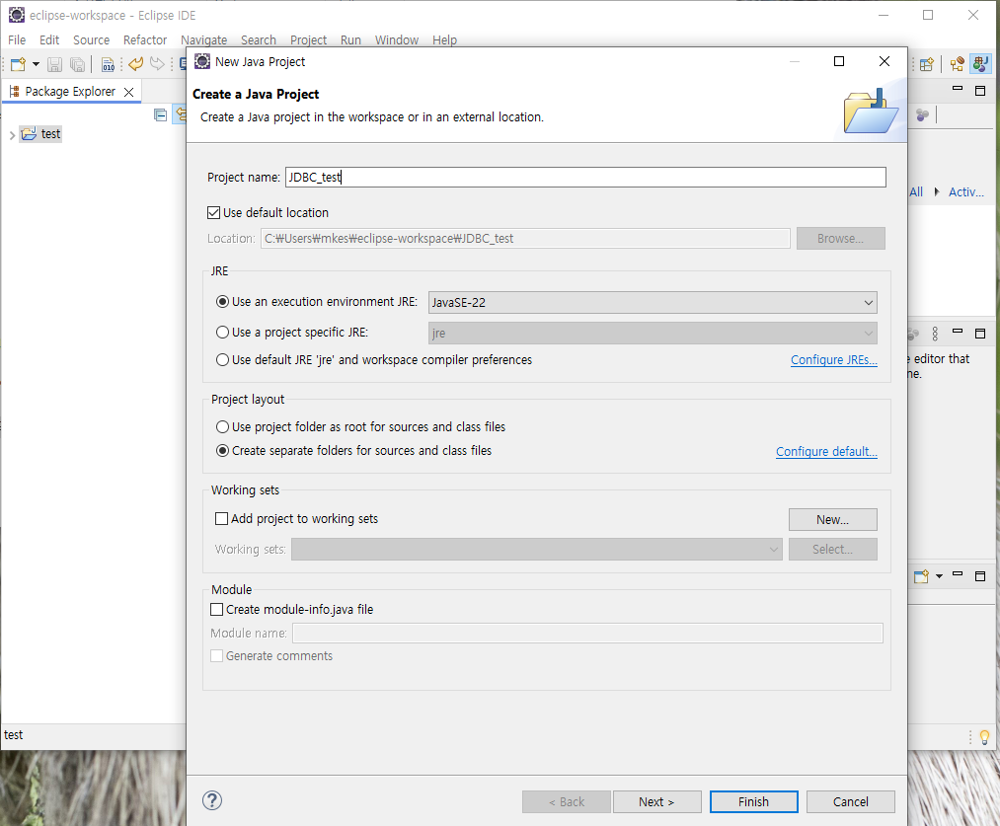 eclipse-workspace - Eclipse IDE
File Edit Source Refactor Navigate Search Project Run Window Help
New Java Project
Package Explorer
Create a Java Project
Create a Java project in the workspace or in an external location.
test
Project name: JDBC_test
Use default location
All Activ...
Location: C:₩Users₩mkes₩eclipse-workspace₩JDBC_test Browse...
JRE
Use an execution environment JRE: JavaSE-22
Use a project specific JRE: jre
Use default JRE 'jre' and workspace compiler preferences Configure JREs...
editor that
ne.
Project layout
Use project folder as root for sources and class files
Create separate folders for sources and class files Configure default...
Working sets
Add project to working sets New...
Working sets: Select...
Module
Create module-info.java file
Module name:
Generate comments
test
? < Back Next > Finish Cancel